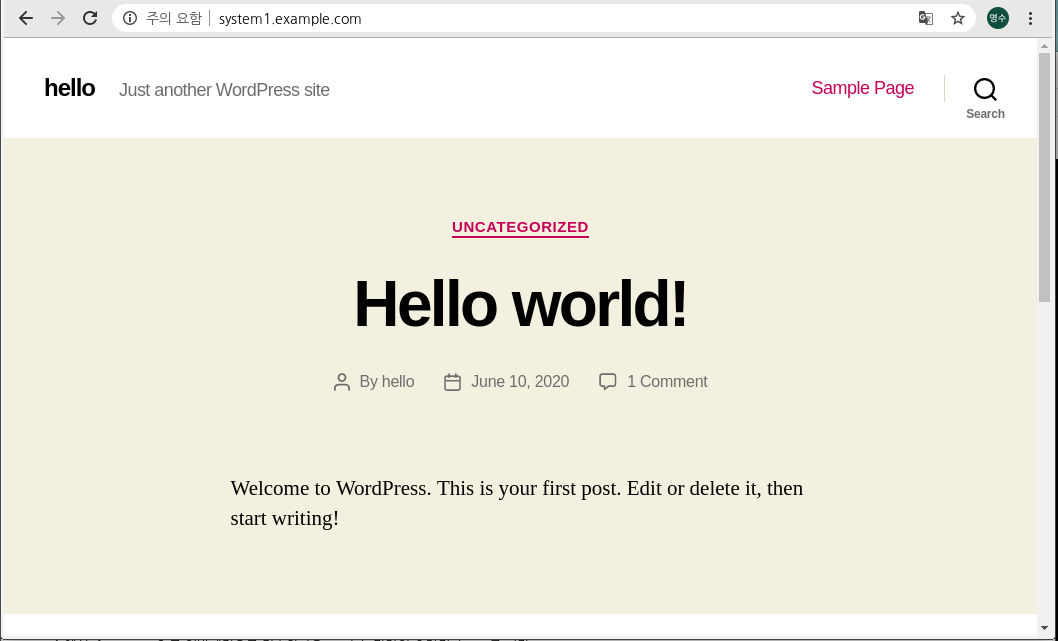 주의 요함 system1.example.com
명수
hello Just another WordPress site Sample Page
Search
UNCATEGORIZED
Hello world!
By hello June 10, 2020 1 Comment
Welcome to WordPress. This is your first post. Edit or delete it, then
start writing!